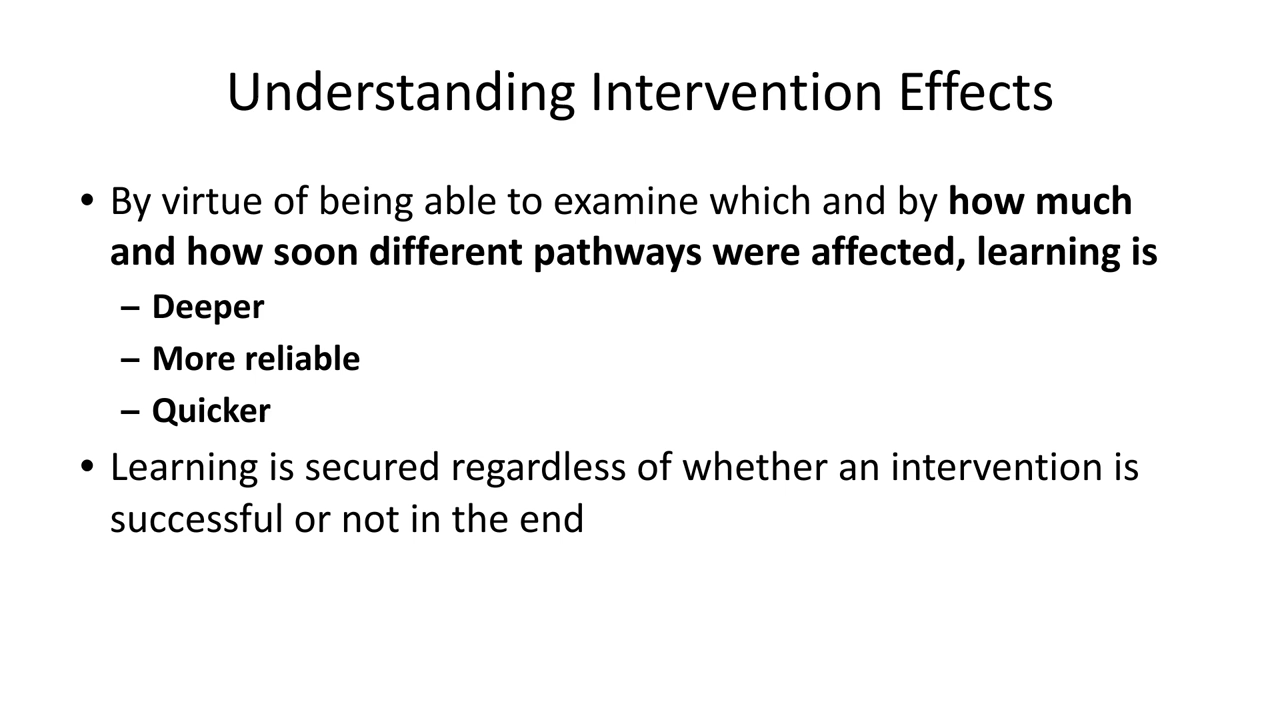 Understanding Intervention Effects
• By virtue of being able to examine which and by how much
and how soon different pathways were affected, learning is
– Deeper
– More reliable
– Quicker
• Learning is secured regardless of whether an intervention is
successful or not in the end